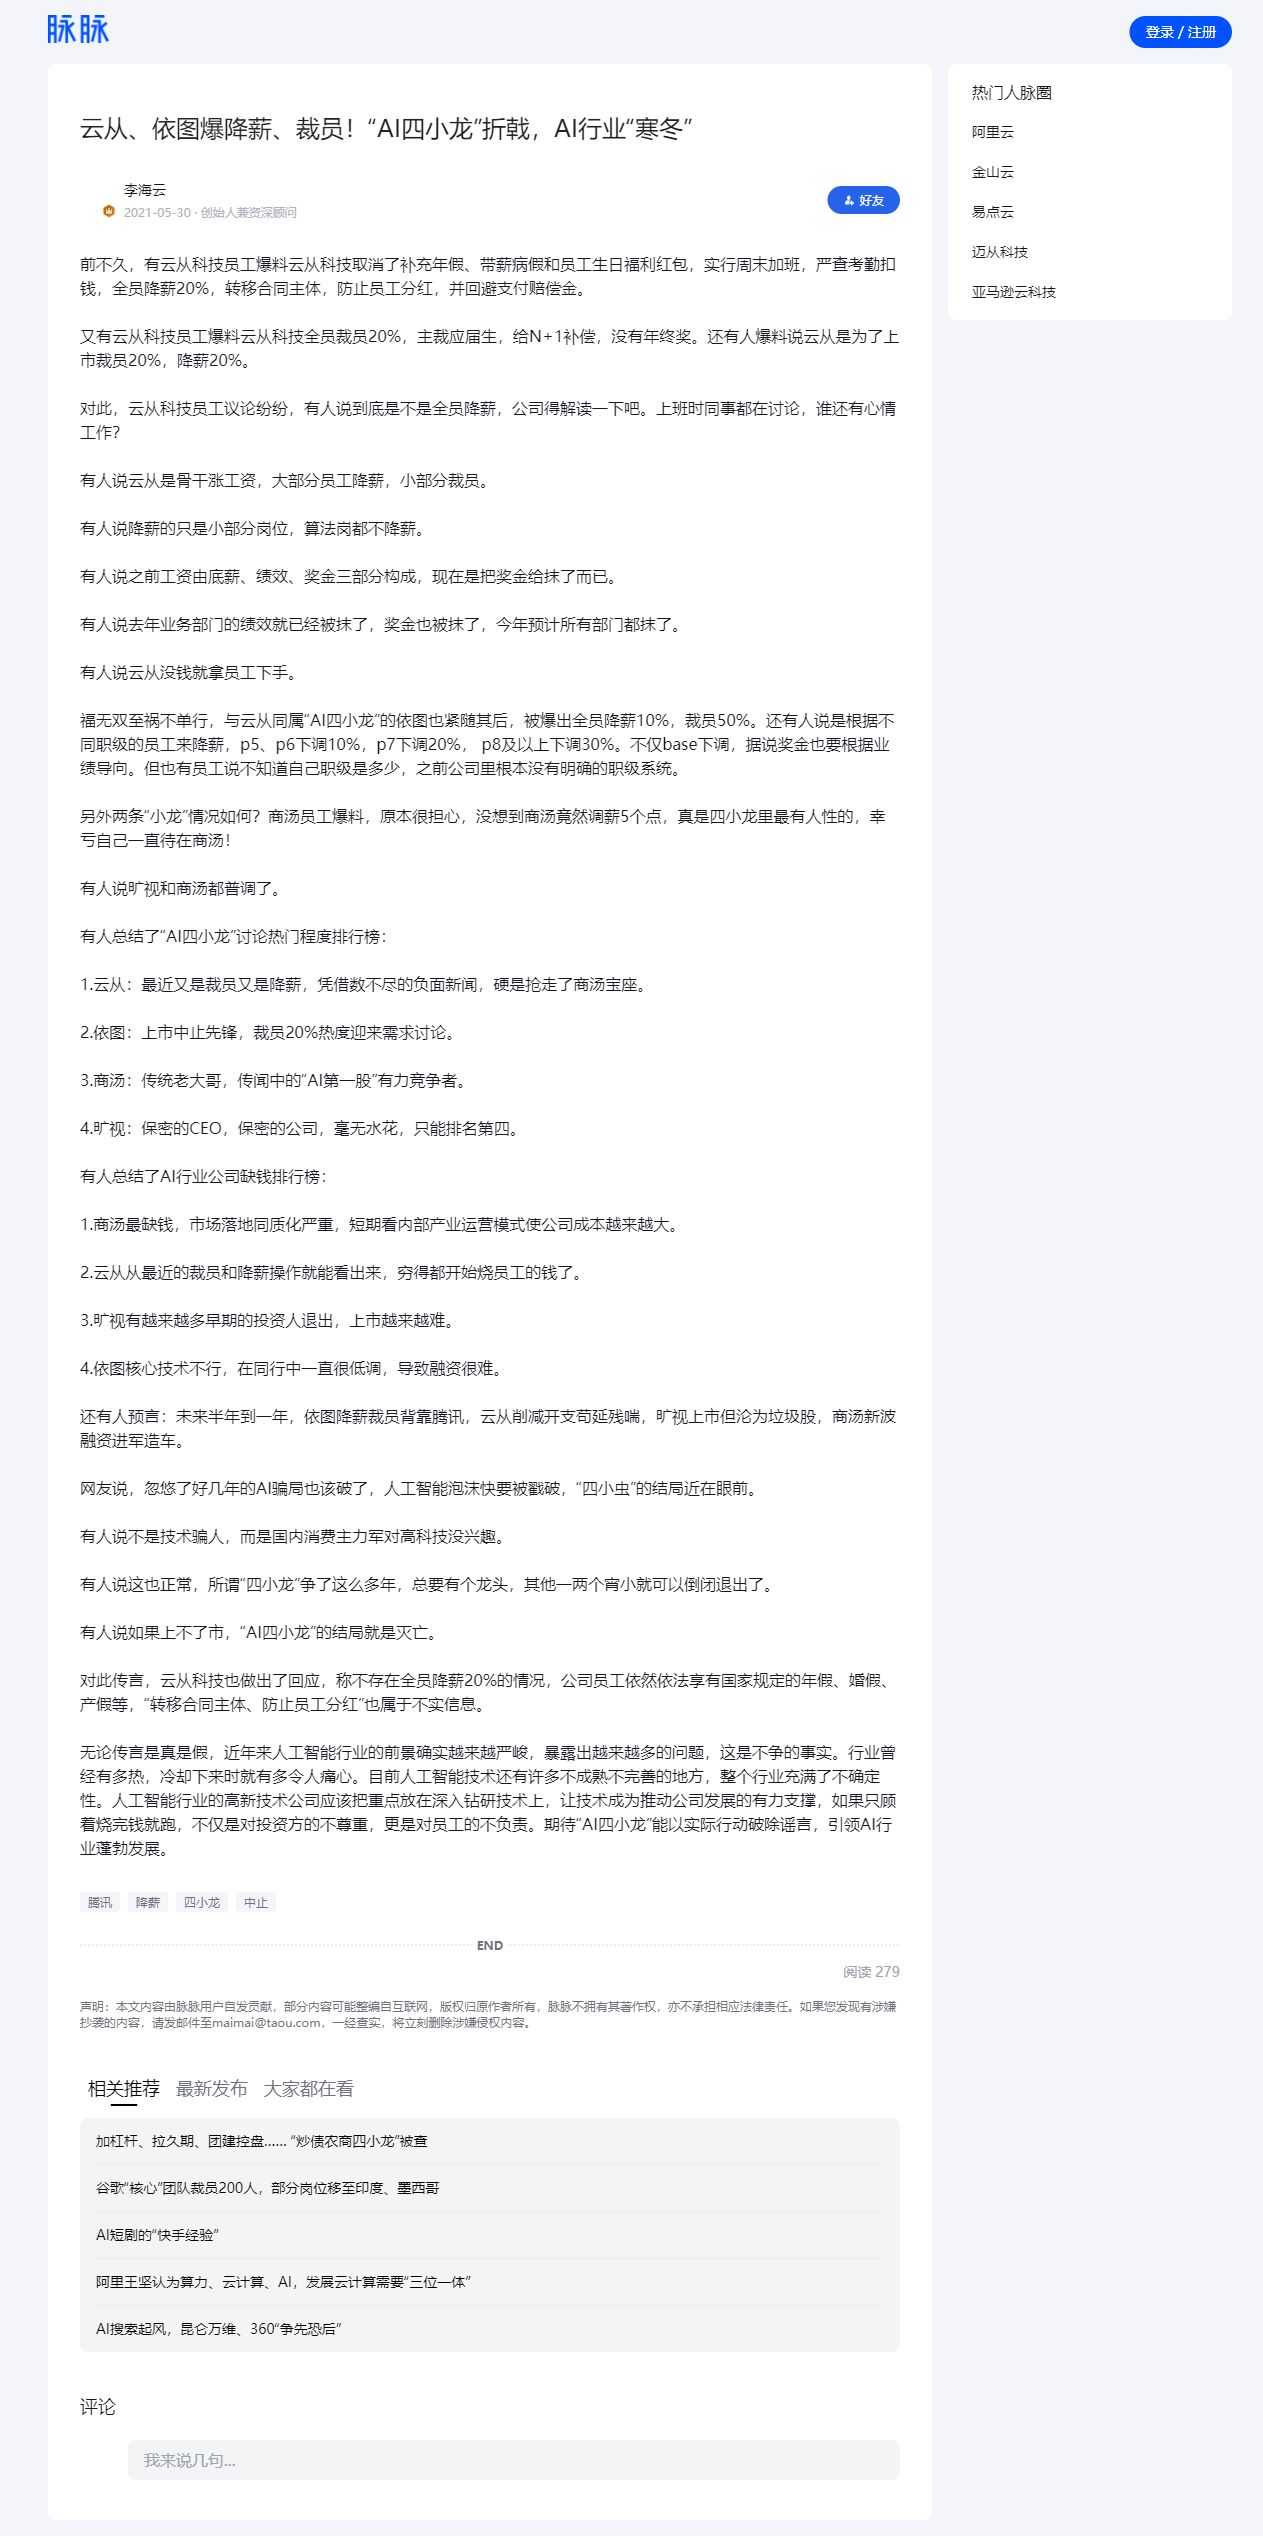 脉脉
登录 / 注册
云从、依图爆降薪、裁员！“AI四小龙”折戟，AI行业“寒冬”
李海云
2021-05-30 · 创始人兼资深顾问
好友
前不久，有云从科技员工爆料云从科技取消了补充年假、带薪病假和员工生日福利红包，实行周末加班，严查考勤扣
钱，全员降薪20%，转移合同主体，防止员工分红，并回避支付赔偿金。
又有云从科技员工爆料云从科技全员裁员20%，主裁应届生，给N+1补偿，没有年终奖。还有人爆料说云从是为了上
市裁员20%，降薪20%。
对此，云从科技员工议论纷纷，有人说到底是不是全员降薪，公司得解读一下吧。上班时同事都在讨论，谁还有心情
工作？
有人说云从是骨干涨工资，大部分员工降薪，小部分裁员。
有人说降薪的只是小部分岗位，算法岗都不降薪。
有人说之前工资由底薪、绩效、奖金三部分构成，现在是把奖金给抹了而已。
有人说去年业务部门的绩效就已经被抹了，奖金也被抹了，今年预计所有部门都抹了。
有人说云从没钱就拿员工下手。
福无双至祸不单行，与云从同属“AI四小龙”的依图也紧随其后，被爆出全员降薪10%，裁员50%。还有人说是根据不
同职级的员工来降薪，p5、p6下调10%，p7下调20%， p8及以上下调30%。不仅base下调，据说奖金也要根据业
绩导向。但也有员工说不知道自己职级是多少，之前公司里根本没有明确的职级系统。
另外两条“小龙”情况如何？商汤员工爆料，原本很担心，没想到商汤竟然调薪5个点，真是四小龙里最有人性的，幸
亏自己一直待在商汤！
有人说旷视和商汤都普调了。
有人总结了“AI四小龙”讨论热门程度排行榜：
1.云从：最近又是裁员又是降薪，凭借数不尽的负面新闻，硬是抢走了商汤宝座。
2.依图：上市中止先锋，裁员20%热度迎来需求讨论。
3.商汤：传统老大哥，传闻中的“AI第一股”有力竞争者。
4.旷视：保密的CEO，保密的公司，毫无水花，只能排名第四。
有人总结了AI行业公司缺钱排行榜：
1.商汤最缺钱，市场落地同质化严重，短期看内部产业运营模式使公司成本越来越大。
2.云从从最近的裁员和降薪操作就能看出来，穷得都开始烧员工的钱了。
3.旷视有越来越多早期的投资人退出，上市越来越难。
4.依图核心技术不行，在同行中一直很低调，导致融资很难。
还有人预言：未来半年到一年，依图降薪裁员背靠腾讯，云从削减开支苟延残喘，旷视上市但沦为垃圾股，商汤新波
融资进军造车。
网友说，忽悠了好几年的AI骗局也该破了，人工智能泡沫快要被戳破，“四小虫”的结局近在眼前。
有人说不是技术骗人，而是国内消费主力军对高科技没兴趣。
有人说这也正常，所谓“四小龙”争了这么多年，总要有个龙头，其他一两个宵小就可以倒闭退出了。
有人说如果上不了市，“AI四小龙”的结局就是灭亡。
对此传言，云从科技也做出了回应，称不存在全员降薪20%的情况，公司员工依然依法享有国家规定的年假、婚假、
产假等，“转移合同主体、防止员工分红”也属于不实信息。
无论传言是真是假，近年来人工智能行业的前景确实越来越严峻，暴露出越来越多的问题，这是不争的事实。行业曾
经有多热，冷却下来时就有多令人痛心。目前人工智能技术还有许多不成熟不完善的地方，整个行业充满了不确定
性。人工智能行业的高新技术公司应该把重点放在深入钻研技术上，让技术成为推动公司发展的有力支撑，如果只顾
着烧完钱就跑，不仅是对投资方的不尊重，更是对员工的不负责。期待“AI四小龙”能以实际行动破除谣言，引领AI行
业蓬勃发展。
腾讯 降薪 四小龙 中止
END
阅读 279
声明：本文内容由脉脉用户自发贡献，部分内容可能整编自互联网，版权归原作者所有，脉脉不拥有其著作权，亦不承担相应法律责任。如果您发现有涉嫌
抄袭的内容，请发邮件至maimai@taou.com，一经查实，将立刻删除涉嫌侵权内容。
相关推荐 最新发布 大家都在看
加杠杆、拉久期、团建控盘…… “炒债农商四小龙”被查
谷歌“核心”团队裁员200人，部分岗位移至印度、墨西哥
AI短剧的“快手经验”
阿里王坚认为算力、云计算、AI，发展云计算需要“三位一体”
AI搜索起风，昆仑万维、360“争先恐后”
评论
我来说几句...
热门人脉圈
阿里云
金山云
易点云
迈从科技
亚马逊云科技